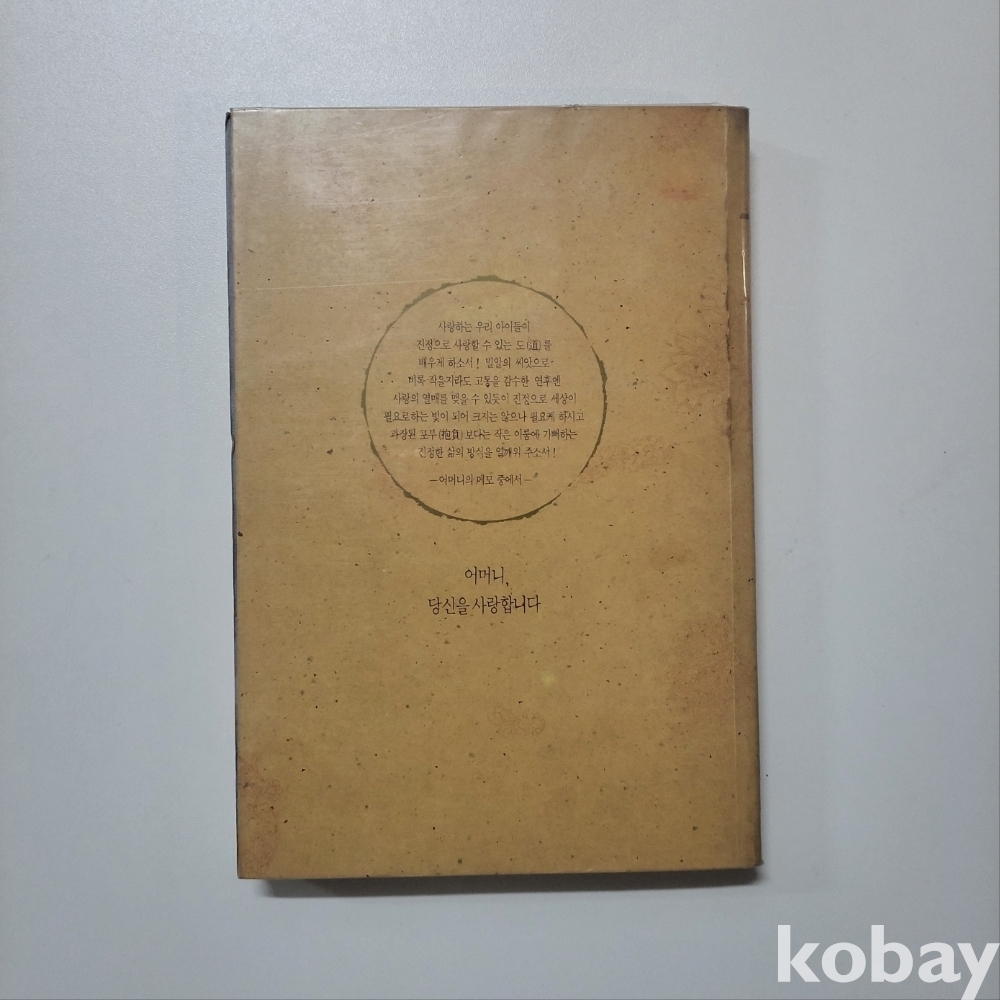 사랑하는 우리 아이들이
진정으로 사랑할 수 있는 도(道)를
배우게 하소서! 밀알의 씨앗으로
비록 작을지라도 고통을 감수한 연후엔
사랑의 열매를 맺을 수 있듯이 진정으로 세상이
필요로하는 빛이 되어 크지는 않으나 필요케 하시고
과장된 포부(抱負)보다는 작은 이룸에 기뻐하는
진정한 삶의 방식을 일깨워 주소서!
—어머니의 메모 중에서—
어머니,
당신을 사랑합니다
kobay